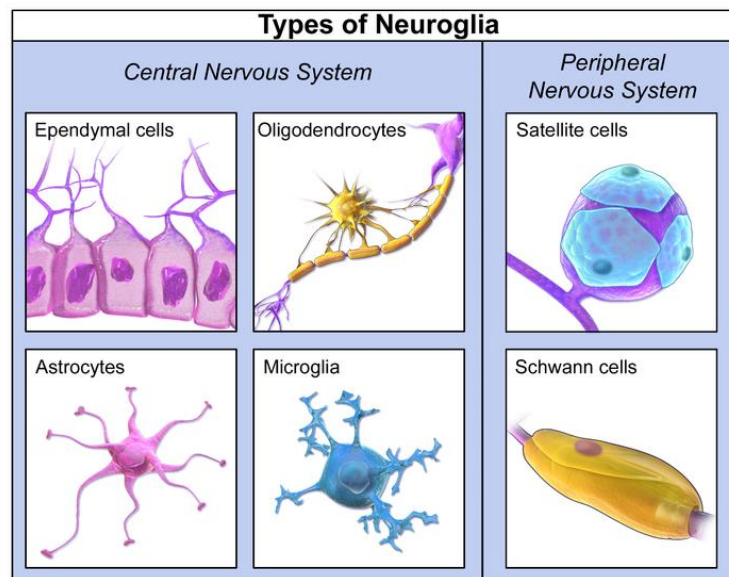 Types of Neuroglia
Central Nervous System
Peripheral
Nervous System
Ependymal cells
Oligodendrocytes
Satellite cells
Astrocytes
Microglia
Schwann cells